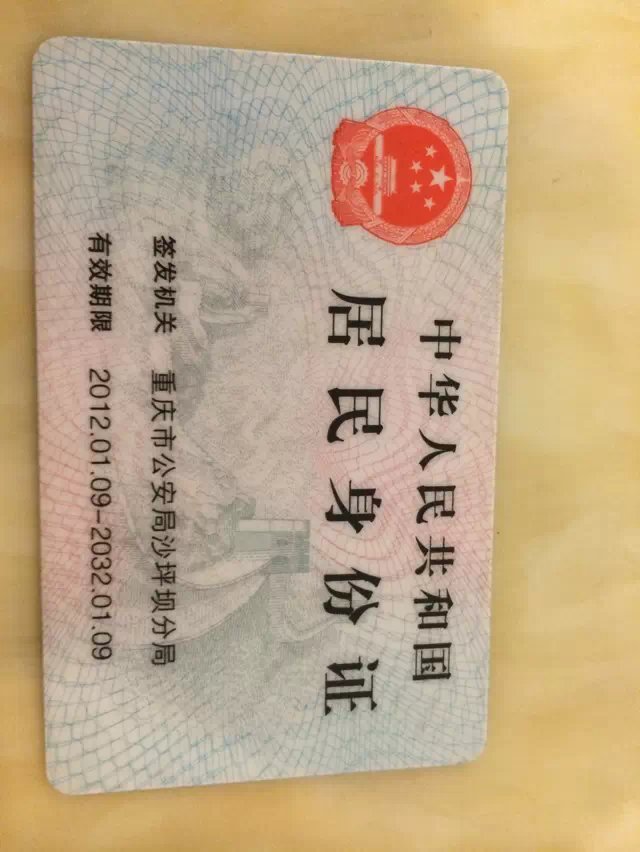 中华人民共和国
居民身份证
签发机关 重庆市公安局沙坪坝分局
有效期限 2012.01.09-2032.01.09